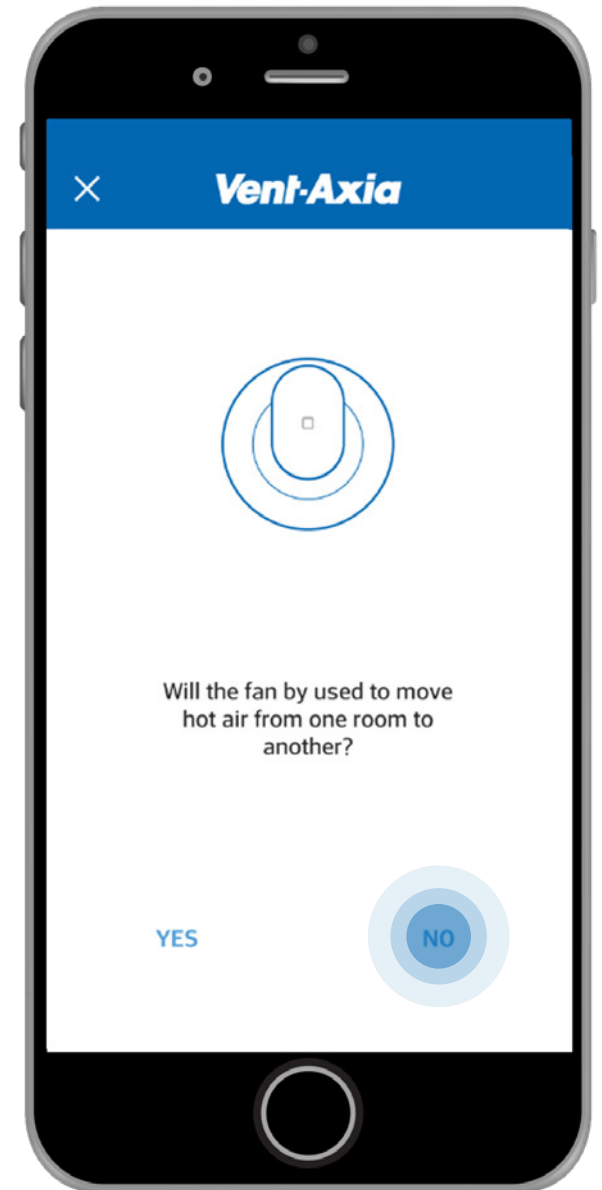 Vent-Axia
Will the fan by used to move
hot air from one room to
another?
YES
NO